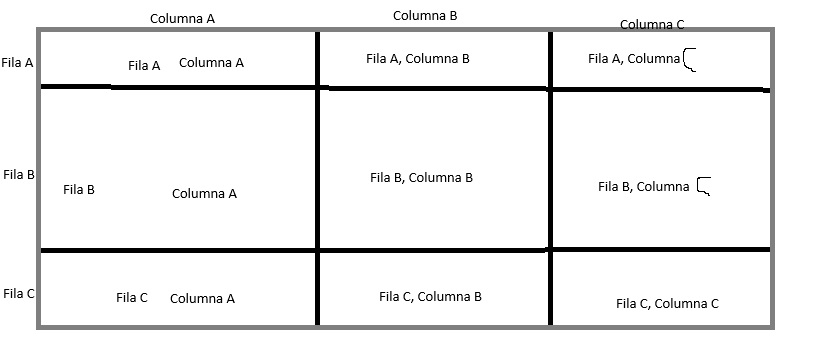 Columna A
Columna B
Columna C
Fila A
Fila A Columna A
Fila A, Columna B
Fila A, Columna C
Fila B
Fila B Columna A
Fila B, Columna B
Fila B, Columna C
Fila C
Fila C Columna A
Fila C, Columna B
Fila C, Columna C